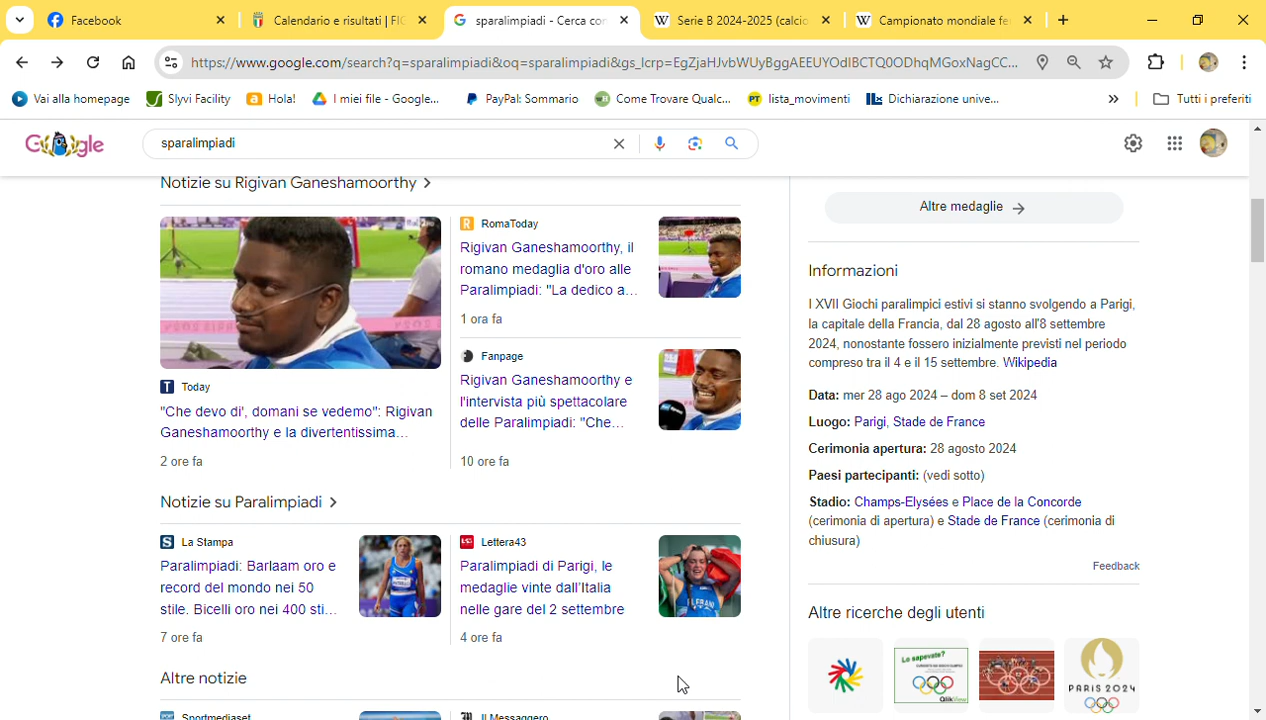 Facebook
Calendario e risultati | FIG
sparalimpiadi - Cerca con
Serie B 2024-2025 (calcio
Campionato mondiale fe
https://www.google.com/search?q=sparalimpiadi&oq=sparalimpiadi&gs_lcrp=EgZjaHJvbWUyBggAEEUYOdIBCTQ0ODhqMGoxNagCC...
Vai alla homepage
Slyvi Facility
Hola!
I miei file - Google...
PayPal: Sommario
Come Trovare Qualc...
lista_movimenti
Dichiarazione unive...
Tutti i preferiti
Google
sparalimpiadi
Notizie su Rigivan Ganeshamoorthy
Today
"Che devo di', domani se vedemo": Rigivan
Ganeshamoorthy e la divertentissima...
2 ore fa
RomaToday
Rigivan Ganeshamoorthy, il
romano medaglia d'oro alle
Paralimpiadi: "La dedico a...
1 ora fa
Fanpage
Rigivan Ganeshamoorthy e
l'intervista più spettacolare
delle Paralimpiadi: "Che...
10 ore fa
Notizie su Paralimpiadi
La Stampa
Paralimpiadi: Barlaam oro e
record del mondo nei 50
stile. Bicelli oro nei 400 sti...
7 ore fa
Lettera43
Paralimpiadi di Parigi, le
medaglie vinte dall'Italia
nelle gare del 2 settembre
4 ore fa
Altre notizie
Sportmediaset
Il Messaggero
Altre medaglie
Informazioni
I XVII Giochi paralimpici estivi si stanno svolgendo a Parigi,
la capitale della Francia, dal 28 agosto all'8 settembre
2024, nonostante fossero inizialmente previsti nel periodo
compreso tra il 4 e il 15 settembre. Wikipedia
Data: mer 28 ago 2024 – dom 8 set 2024
Luogo: Parigi, Stade de France
Cerimonia apertura: 28 agosto 2024
Paesi partecipanti: (vedi sotto)
Stadio: Champs-Elysées e Place de la Concorde
(cerimonia di apertura) e Stade de France (cerimonia di
chiusura)
Feedback
Altre ricerche degli utenti
Lo sapevate?
QlikView
PARIS 2024